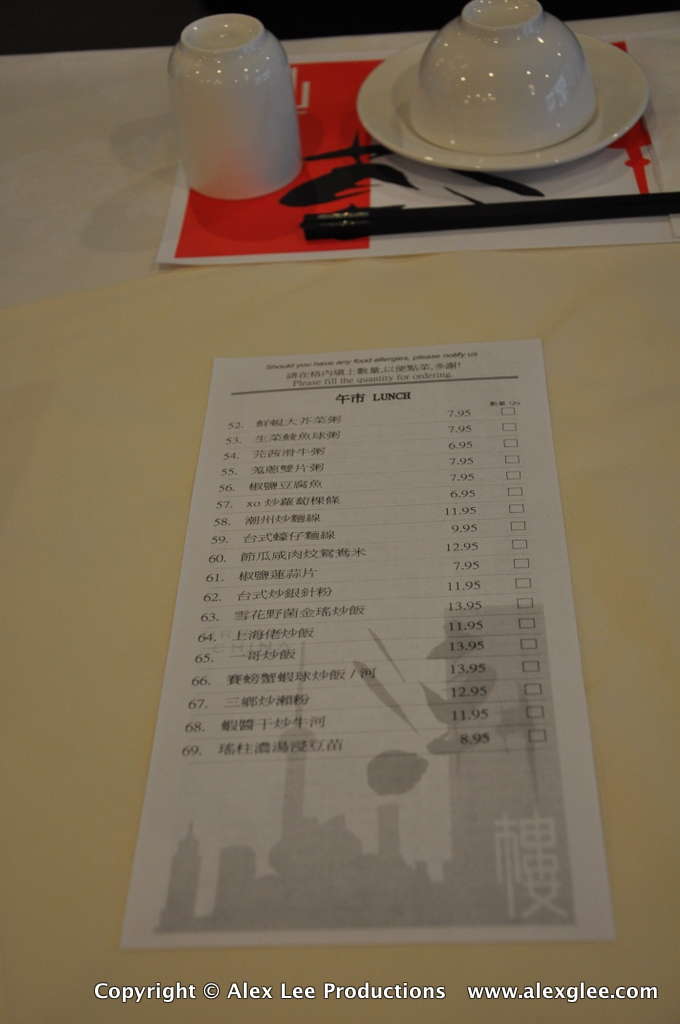 Should you have any food allergies, please notify us
請在格內填上數量,以便點菜,多謝!
Please fill the quantity for ordering.
午市 LUNCH
數量
52. 鮮蜆大芥菜粥 7.95
53. 生菜鯪魚球粥 7.95
54. 芫茜滑牛粥 6.95
55. 雙片粥 7.95
56. 椒鹽豆腐魚 7.95
57. xo 炒蘿蔔粿條 6.95
58. 潮州炒麵線 11.95
59. 台式蠔仔麵線 9.95
60. 節瓜咸肉炆鴛鴦米 12.95
61. 椒鹽蓮蒜片 7.95
62. 台式炒銀針粉 11.95
63. 雪花野菌金瑤炒飯 13.95
64. 上海佬炒飯 11.95
65. 一哥炒飯 13.95
66. 賽螃蟹蝦球炒飯 / 河 13.95
67. 三鄉炒瀨粉 12.95
68. 蝦醬干炒牛河 11.95
69. 瑤柱濃湯浸豆苗 8.95
樓
Copyright © Alex Lee Productions www.alexglee.com